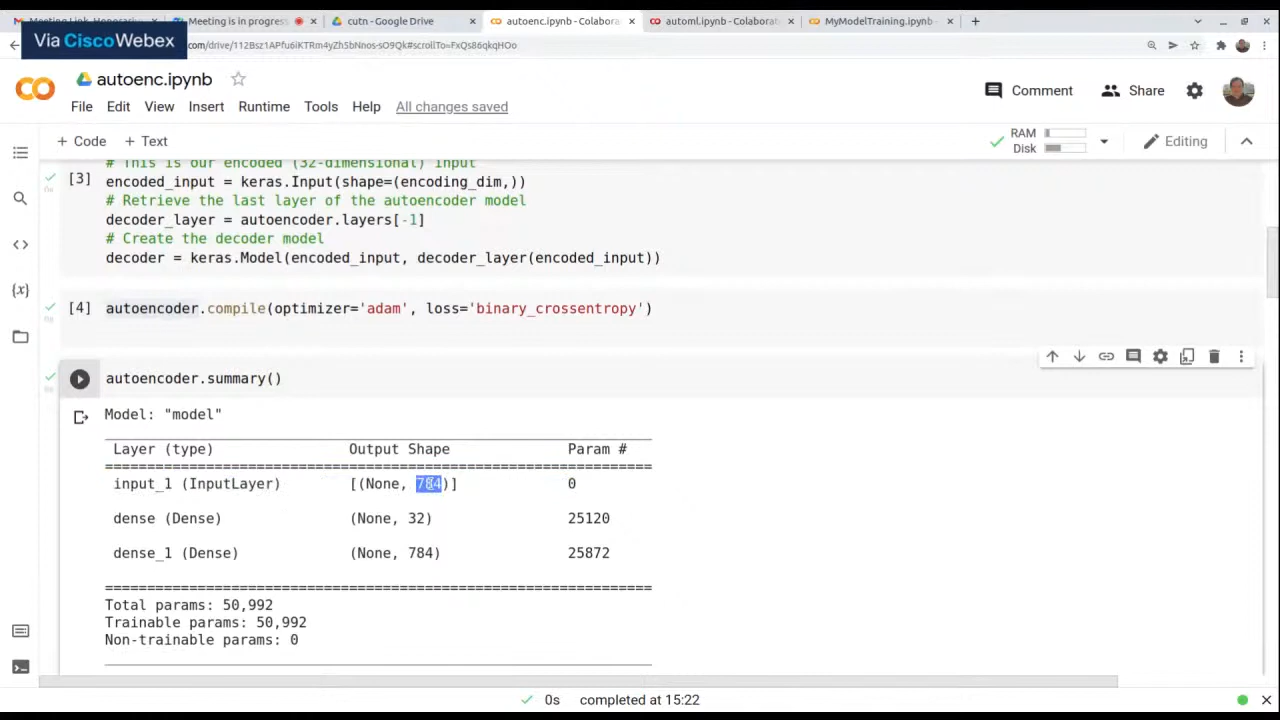 Meeting is in progress
cutn - Google Drive
autoenc.ipynb - Colabora
automl.ipynb - Colabora
MyModelTraining.ipynb
Via CiscoWebex
autoenc.ipynb
File Edit View Insert Runtime Tools Help All changes saved
Comment Share
+ Code + Text
RAM
Disk
Editing
# This is our encoded (32-dimensional) input
[3] encoded_input = keras.Input(shape=(encoding_dim,))
# Retrieve the last layer of the autoencoder model
decoder_layer = autoencoder.layers[-1]
# Create the decoder model
decoder = keras.Model(encoded_input, decoder_layer(encoded_input))
[4] autoencoder.compile(optimizer='adam', loss='binary_crossentropy')
autoencoder.summary()
Model: "model"
Layer (type) Output Shape Param #
input_1 (InputLayer) [(None, 784)] 0
dense (Dense) (None, 32) 25120
dense_1 (Dense) (None, 784) 25872
Total params: 50,992
Trainable params: 50,992
Non-trainable params: 0
0s completed at 15:22